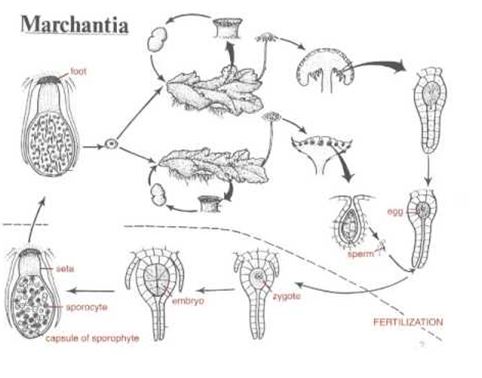 Marchantia
foot
egg
sperm
seta
sporocyte
embryo
zygote
capsule of sporophyte
FERTILIZATION